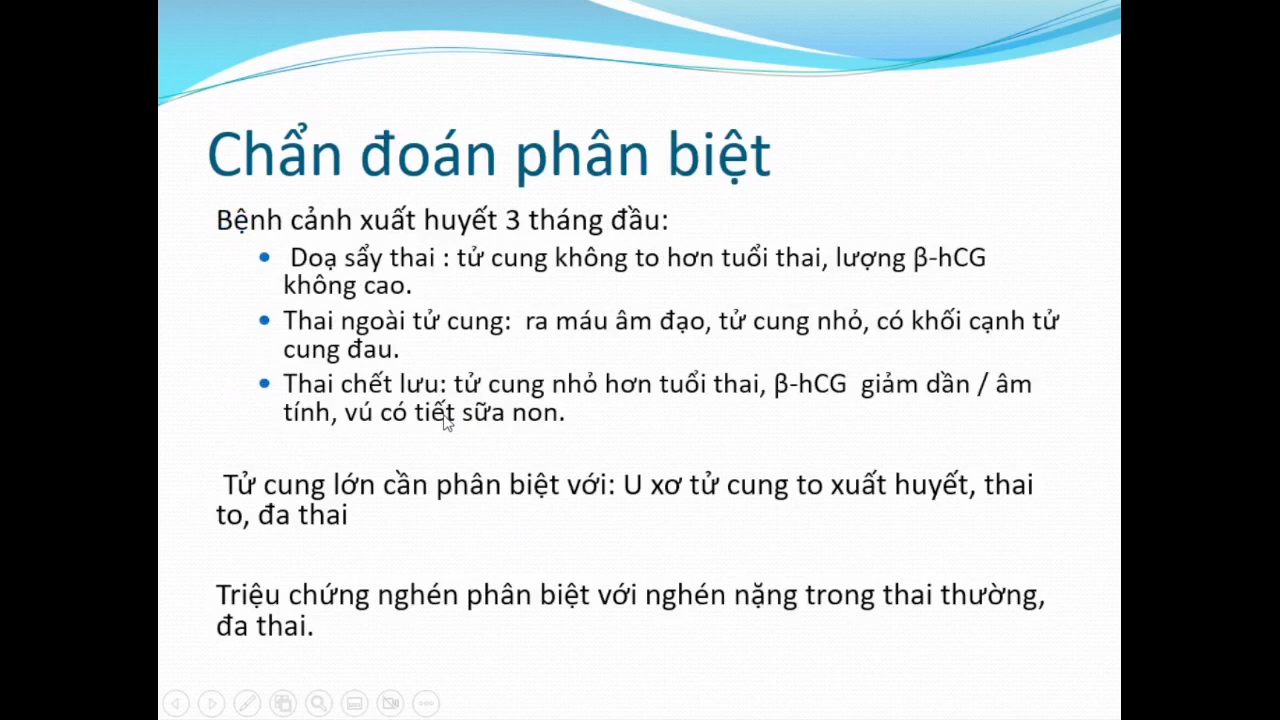 Chẩn đoán phân biệt
Bệnh cảnh xuất huyết 3 tháng đầu:
• Doạ sẩy thai : tử cung không to hơn tuổi thai, lượng β-hCG
không cao.
• Thai ngoài tử cung: ra máu âm đạo, tử cung nhỏ, có khối cạnh tử
cung đau.
• Thai chết lưu: tử cung nhỏ hơn tuổi thai, β-hCG giảm dần / âm
tính, vú có tiết sữa non.
Tử cung lớn cần phân biệt với: U xơ tử cung to xuất huyết, thai
to, đa thai
Triệu chứng nghén phân biệt với nghén nặng trong thai thường,
đa thai.